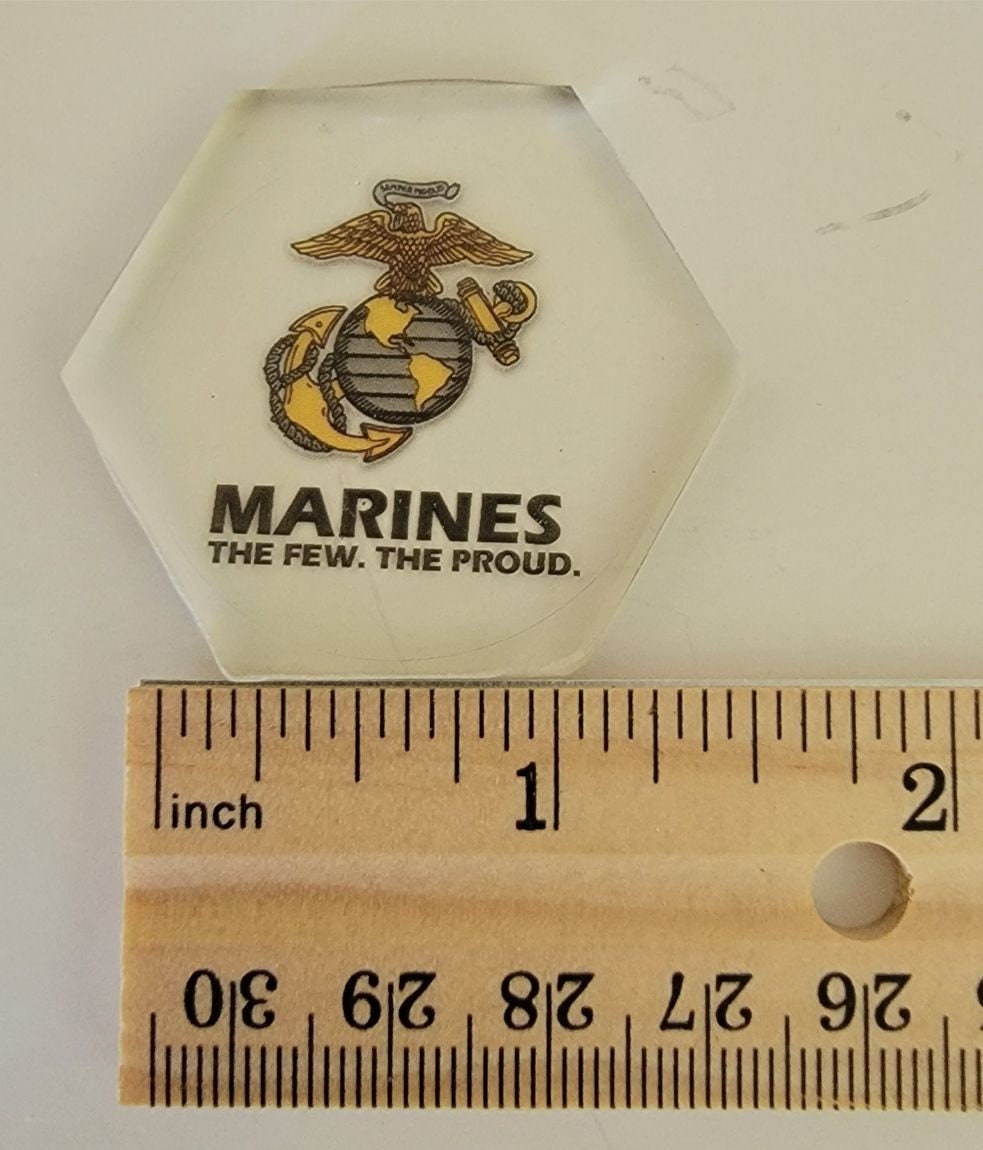 MARINES
THE FEW. THE PROUD.
inch 1 2
30 29 28 27 26